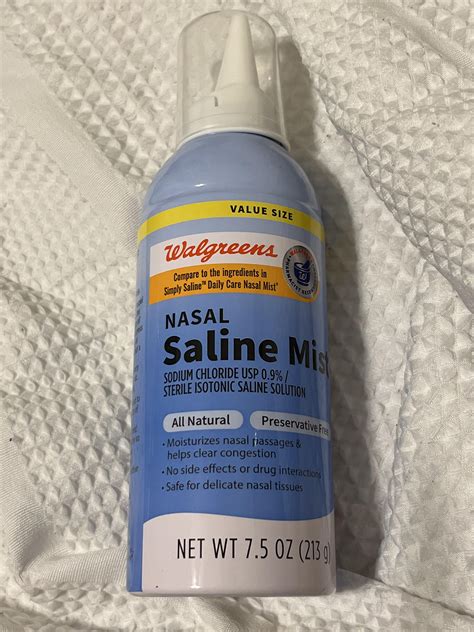 VALUE SIZE
Walgreens
Compare to the ingredients in
Simply Saline™ Daily Care Nasal Mist†
NASAL
Saline Mist
SODIUM CHLORIDE USP 0.9% /
STERILE ISOTONIC SALINE SOLUTION
All Natural
Preservative Free
• Moisturizes nasal passages &
helps clear congestion
• No side effects or drug interactions
• Safe for delicate nasal tissues
NET WT 7.5 OZ (213 g)